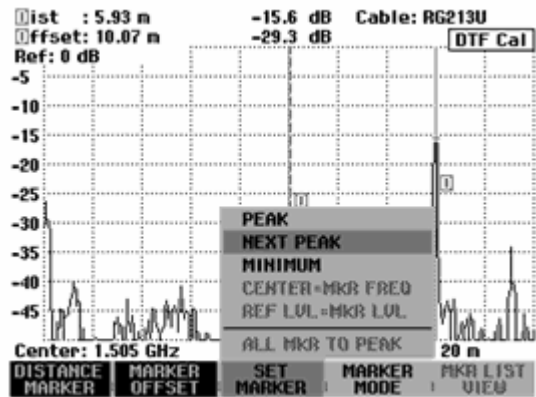 Dist : 5.93 m -15.6 dB Cable: RG213U
Offset: 10.07 m -29.3 dB DTF Cal
Ref: 0 dB
-5
-10
-15
-20
-25
-30
-35
-40
-45
PEAK
NEXT PEAK
MINIMUM
CENTER=MKR FREQ
REF LVL=MKR LVL
ALL MKR TO PEAK
Center: 1.505 GHz 20 m
DISTANCE MARKER
MARKER OFFSET
SET MARKER
MARKER MODE
MKR LIST VIEW